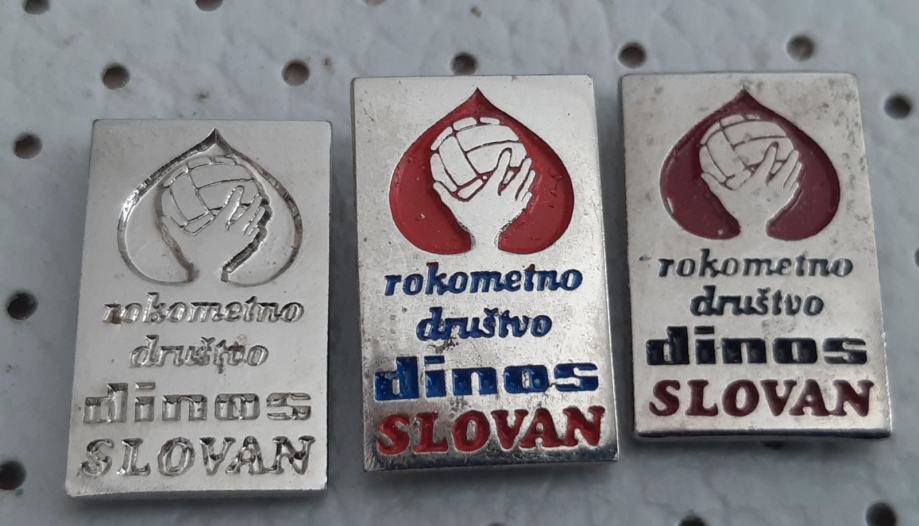 rokometno
društvo
dinos
SLOVAN
rokometno
društvo
dinos
SLOVAN
rokometno
društvo
dinos
SLOVAN